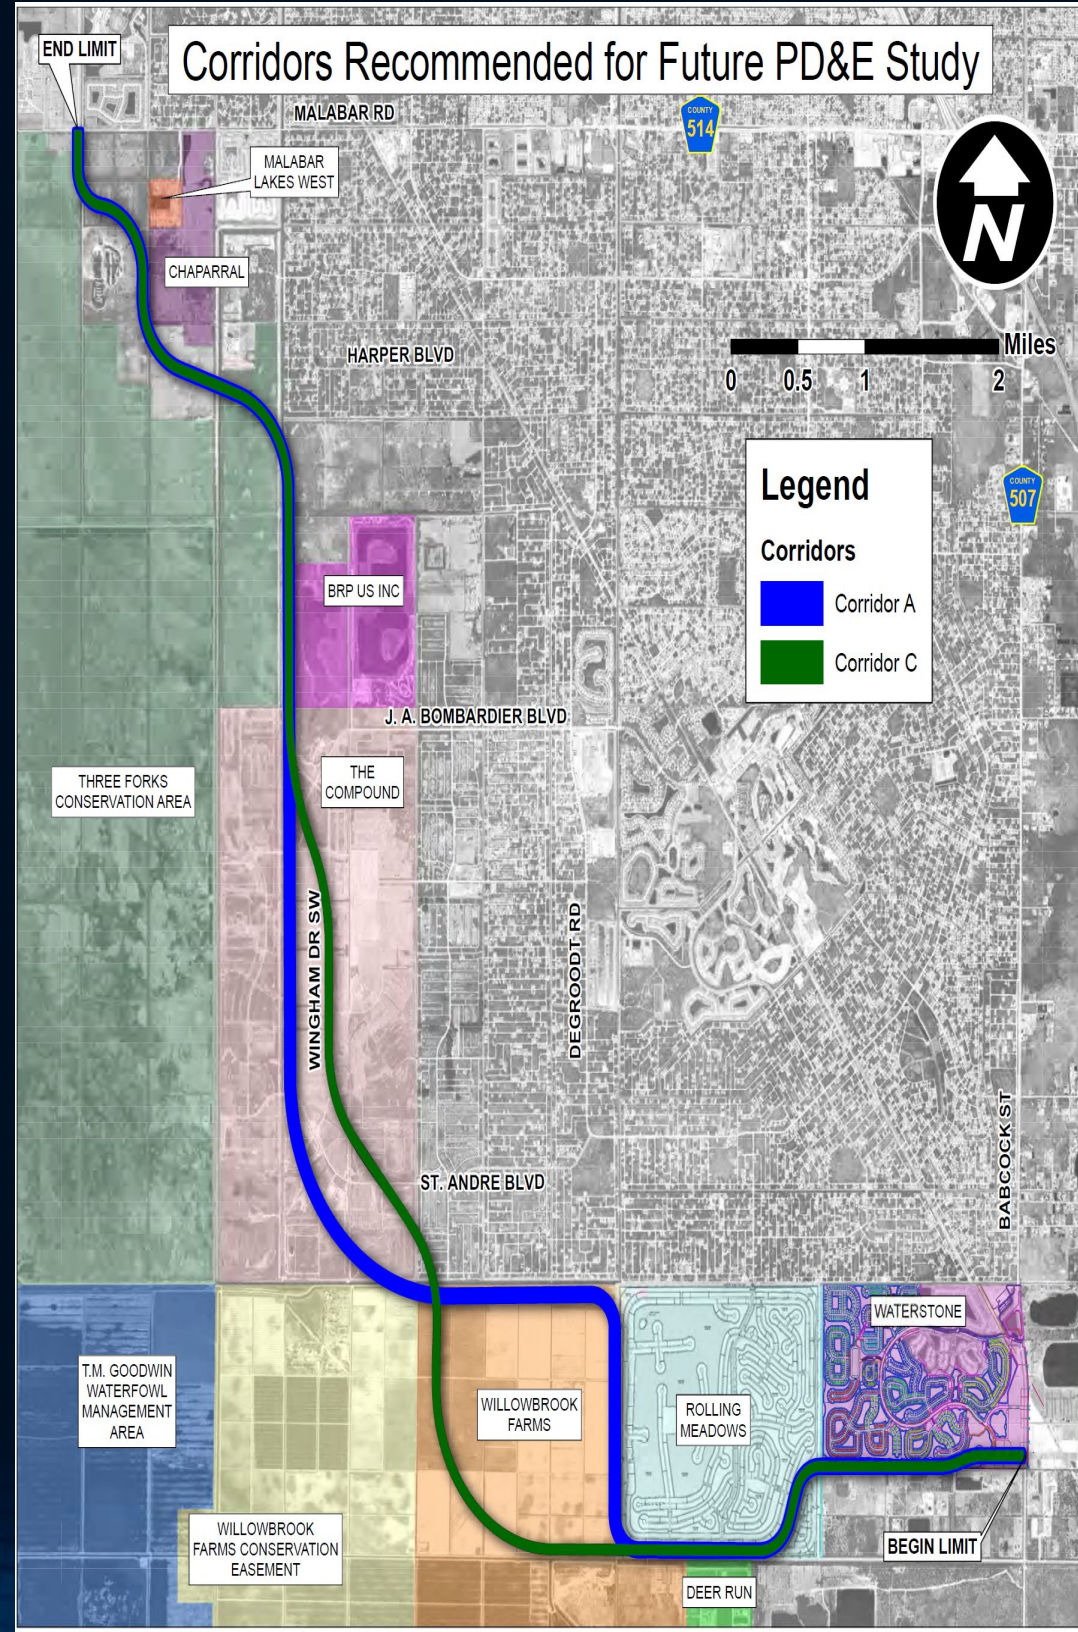 END LIMIT
Corridors Recommended for Future PD&E Study
MALABAR RD
COUNTY
514
MALABAR
LAKES WEST
N
CHAPARRAL
HARPER BLVD
Miles
0 0.5 1 2
Legend
Corridors
Corridor A
Corridor C
COUNTY
507
BRP US INC
J. A. BOMBARDIER BLVD
THREE FORKS
CONSERVATION AREA
THE
COMPOUND
WINGHAM DR SW
DEGROODT RD
BABCOCK ST
ST. ANDRE BLVD
WATERSTONE
T.M. GOODWIN
WATERFOWL
MANAGEMENT
AREA
WILLOWBROOK
FARMS
ROLLING
MEADOWS
WILLOWBROOK
FARMS CONSERVATION
EASEMENT
BEGIN LIMIT
DEER RUN